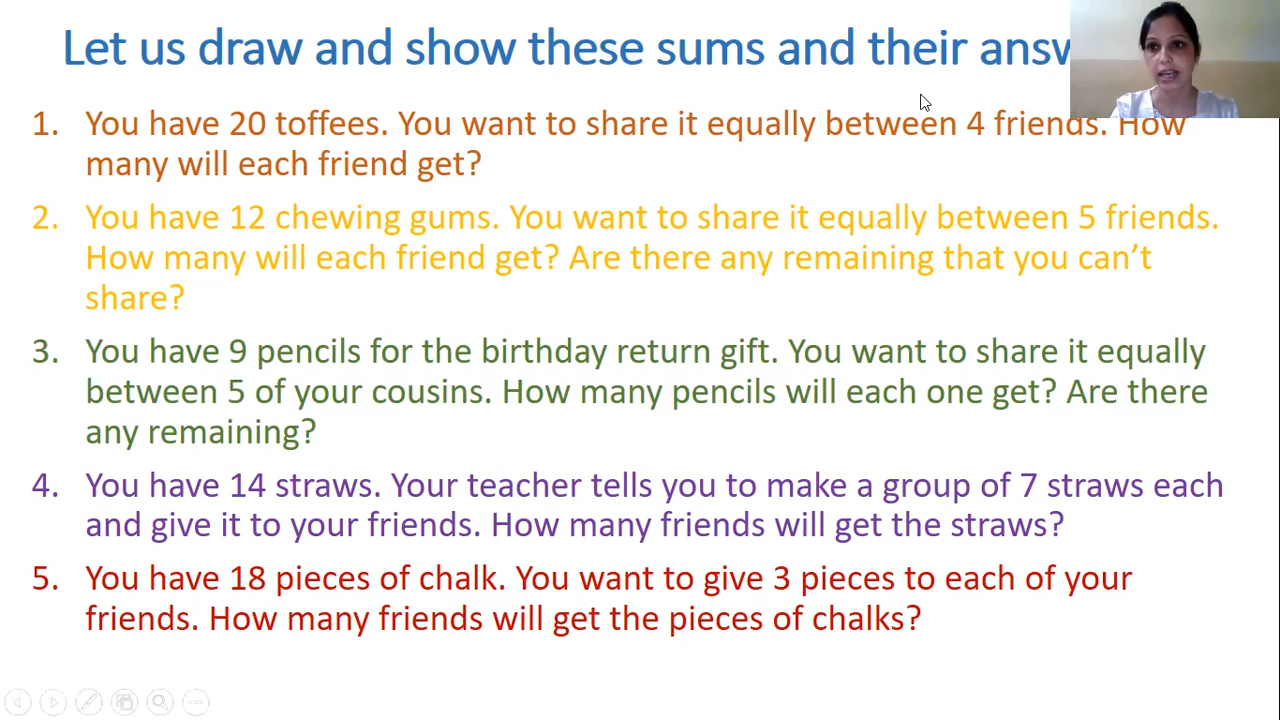 Let us draw and show these sums and their answ
1. You have 20 toffees. You want to share it equally between 4 friends. How
many will each friend get?
2. You have 12 chewing gums. You want to share it equally between 5 friends.
How many will each friend get? Are there any remaining that you can’t
share?
3. You have 9 pencils for the birthday return gift. You want to share it equally
between 5 of your cousins. How many pencils will each one get? Are there
any remaining?
4. You have 14 straws. Your teacher tells you to make a group of 7 straws each
and give it to your friends. How many friends will get the straws?
5. You have 18 pieces of chalk. You want to give 3 pieces to each of your
friends. How many friends will get the pieces of chalks?